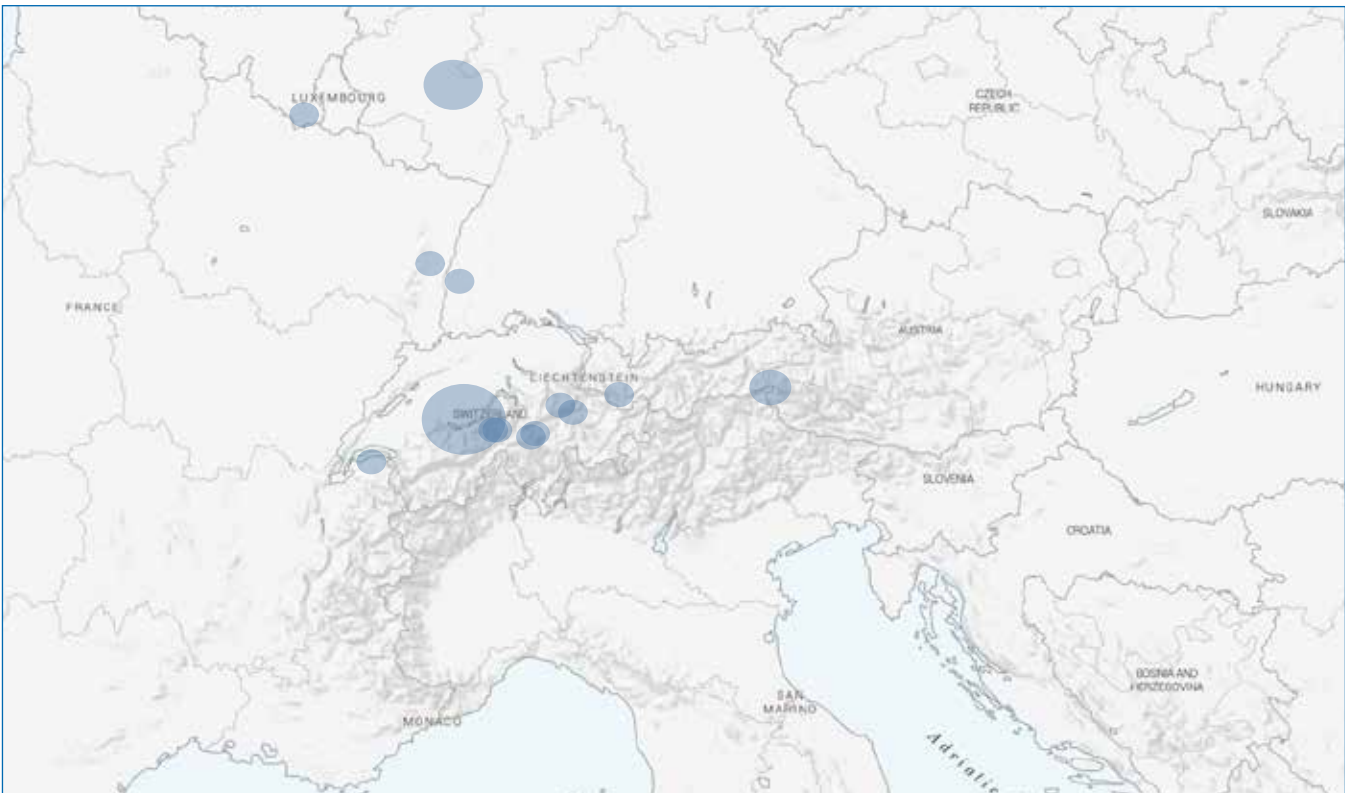 LUXEMBOURG
CZECH
REPUBLIC
SLOVAKIA
FRANCE
AUSTRIA
LIECHTENSTEIN
HUNGARY
SWITZERLAND
SLOVENIA
CROATIA
BOSNIA AND
HERZEGOVINA
SAN
MARINO
MONACO
Adriatic